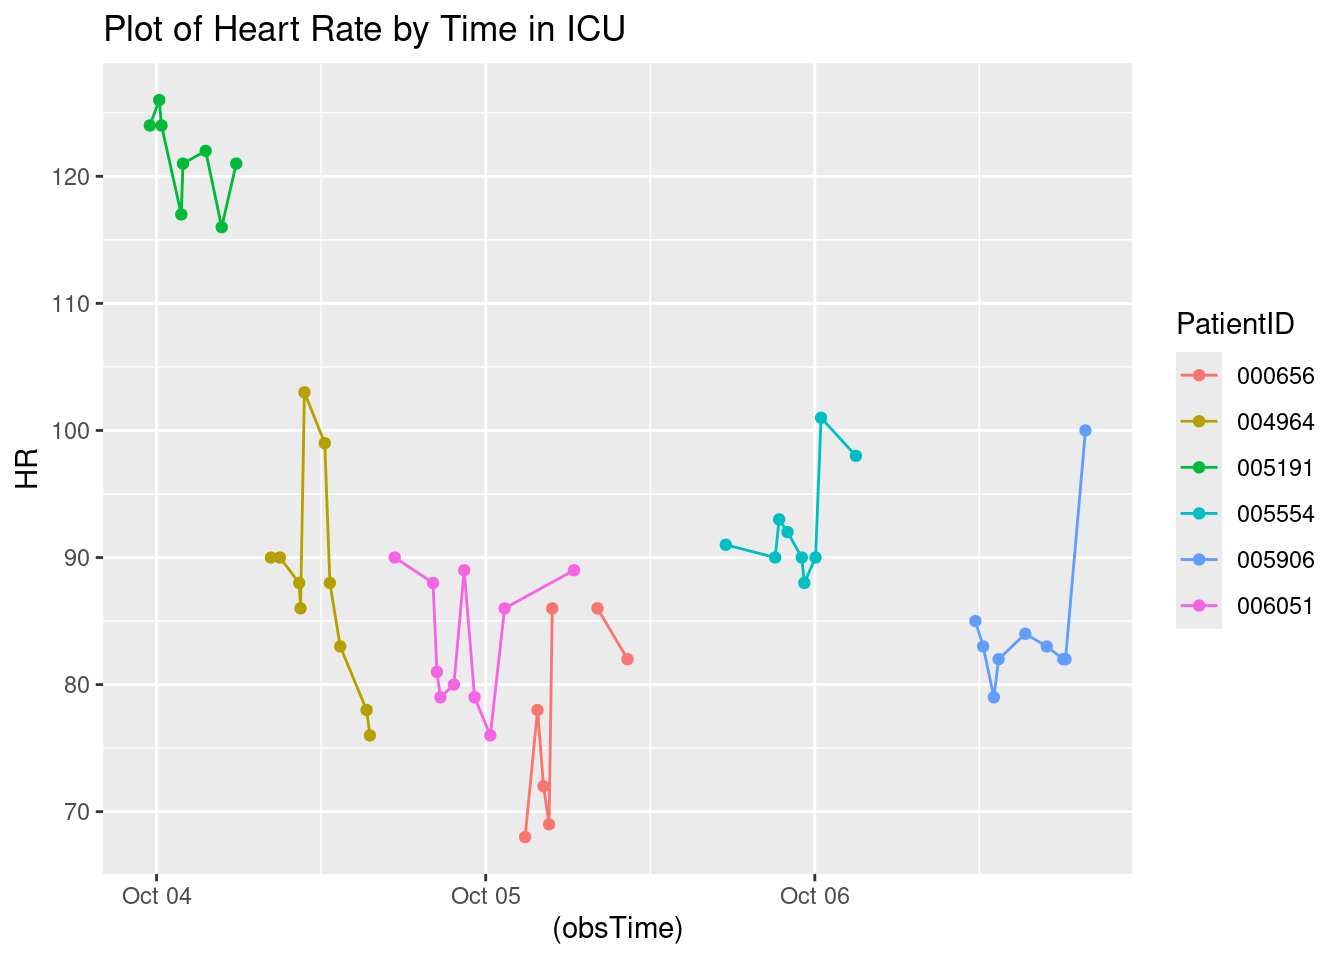 Plot of Heart Rate by Time in ICU
120
110
100
90
80
70
HR
Oct 04
Oct 05
Oct 06
(obsTime)
PatientID
000656
004964
005191
005554
005906
006051